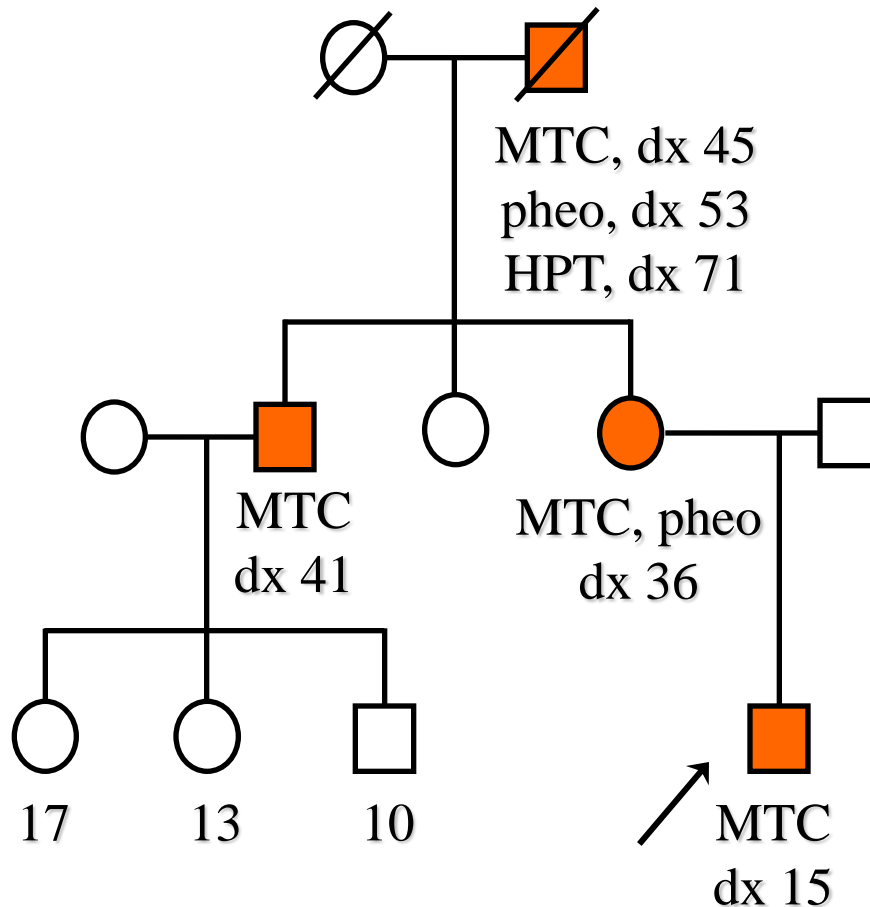 MTC, dx 45
pheo, dx 53
HPT, dx 71
MTC
dx 41
MTC, pheo
dx 36
17
13
10
MTC
dx 15